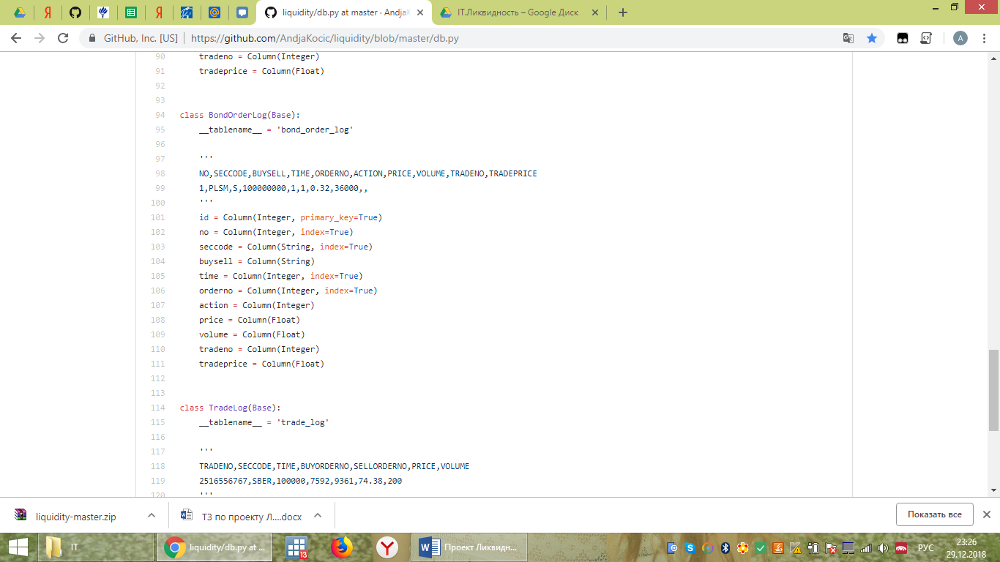 liquidity/db.py at master · AndjaK
IT.Ликвидность – Google Диск
GitHub, Inc. [US]
https://github.com/AndjaKocic/liquidity/blob/master/db.py
A
90 tradeno = Column(Integer)
91 tradeprice = Column(Float)
92
93
94 class BondOrderLog(Base):
95 __tablename__ = 'bond_order_log'
96
97 '''
98 NO,SECCODE,BUYSELL,TIME,ORDERNO,ACTION,PRICE,VOLUME,TRADENO,TRADEPRICE
99 1,PLSM,S,100000000,1,1,0.32,36000,,
100 '''
101 id = Column(Integer, primary_key=True)
102 no = Column(Integer, index=True)
103 seccode = Column(String, index=True)
104 buysell = Column(String)
105 time = Column(Integer, index=True)
106 orderno = Column(Integer, index=True)
107 action = Column(Integer)
108 price = Column(Float)
109 volume = Column(Float)
110 tradeno = Column(Integer)
111 tradeprice = Column(Float)
112
113
114 class TradeLog(Base):
115 __tablename__ = 'trade_log'
116
117 '''
118 TRADENO,SECCODE,TIME,BUYORDERNO,SELLORDERNO,PRICE,VOLUME
119 2516556767,SBER,100000,7592,9361,74.38,200
120 '''
liquidity-master.zip
ТЗ по проекту Л....docx
Показать все
IT
liquidity/db.py at ...
13
Проект Ликвидн...
РУС
23:26
29.12.2018